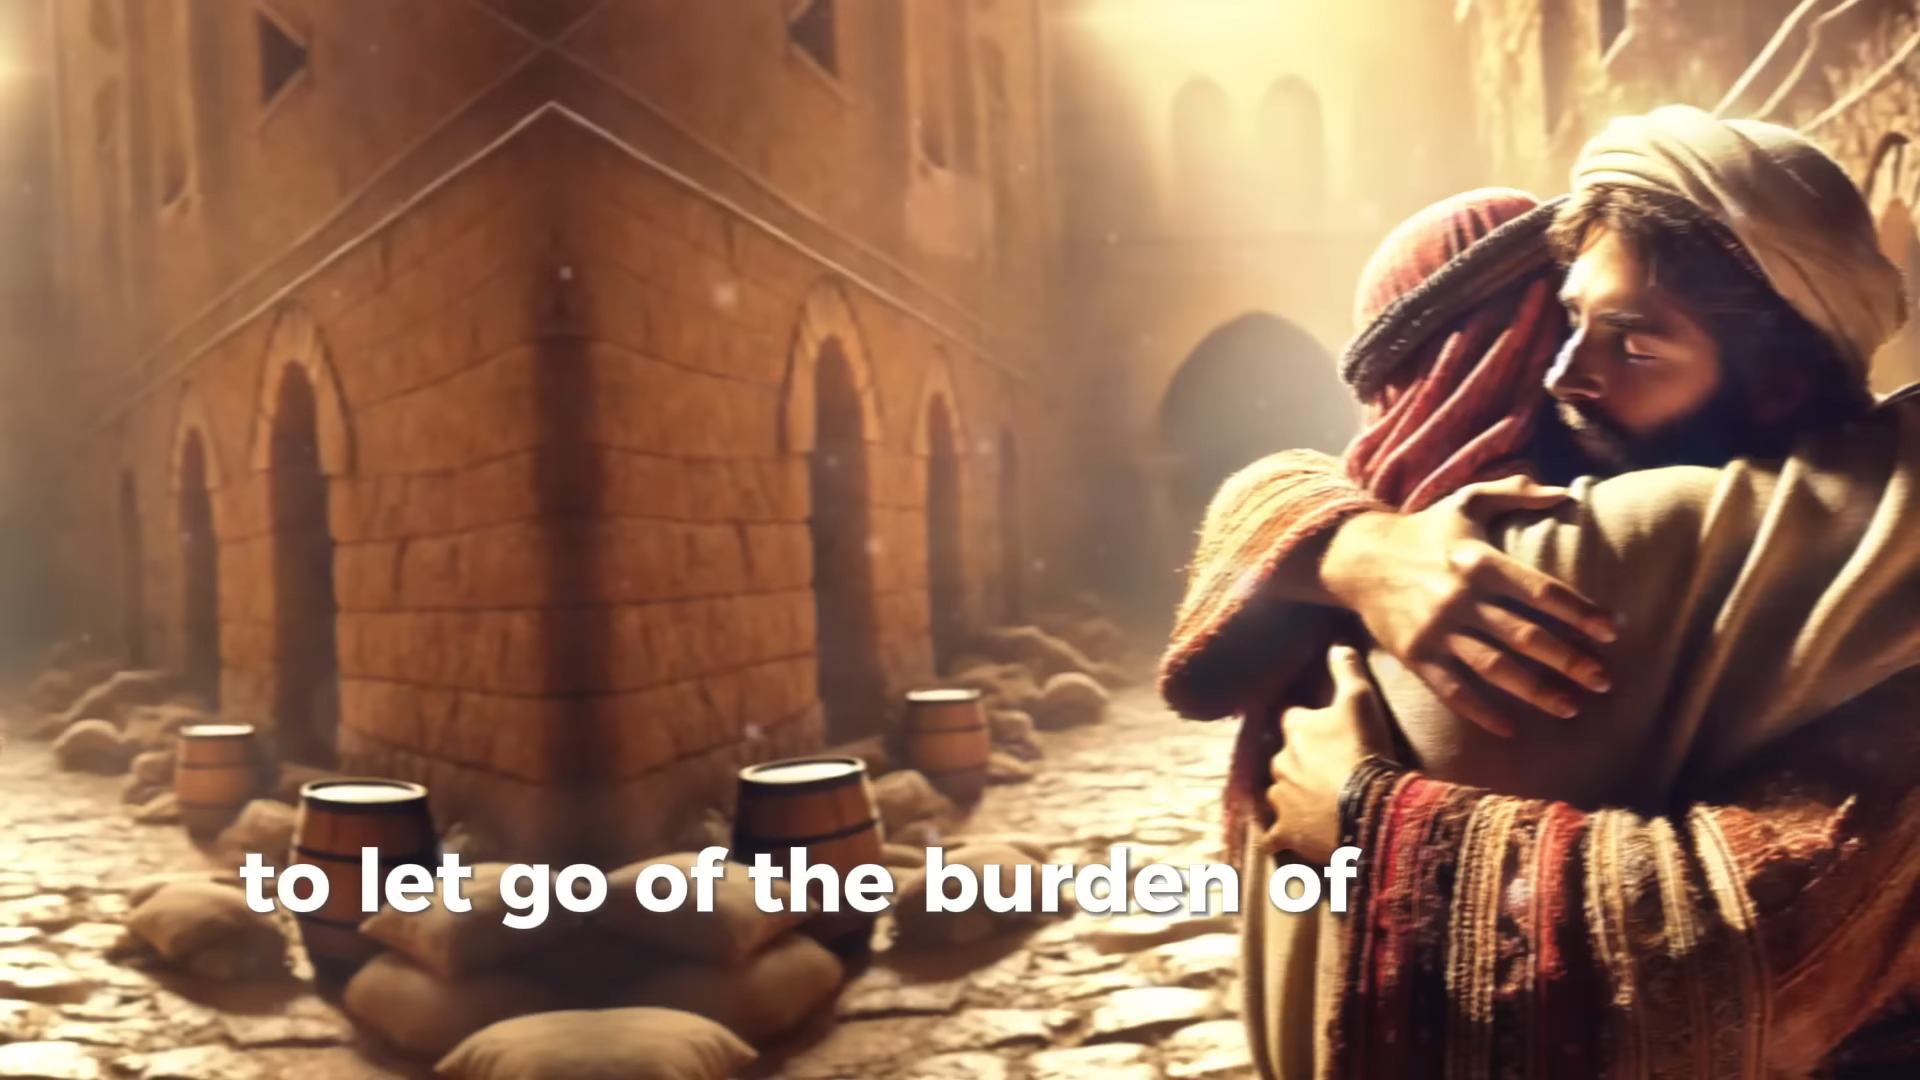 to let go of the burden of